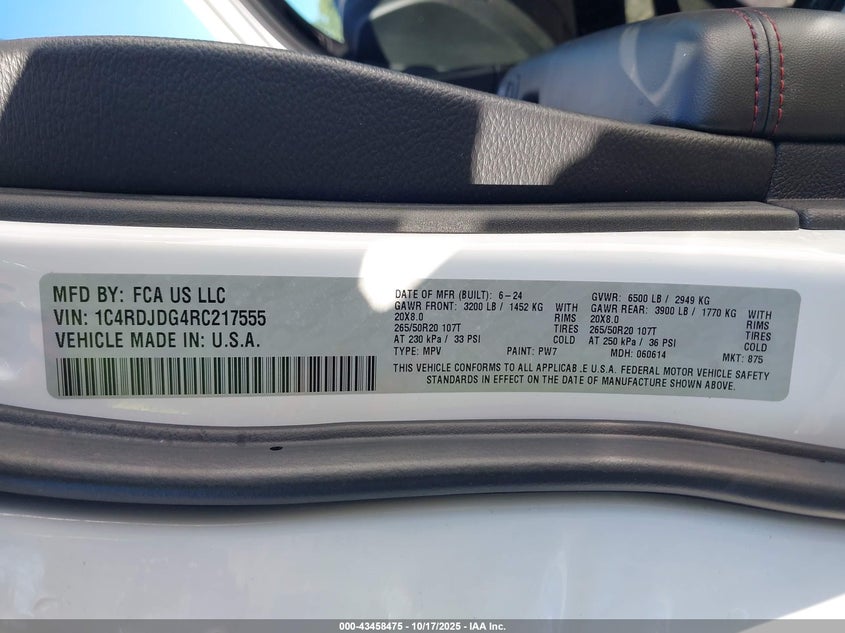 MFD BY: FCA US LLC
VIN: 1C4RDJDG4RC217555
VEHICLE MADE IN: U.S.A.
DATE OF MFR (BUILT): 6-24
GAWR FRONT: 3200 LB / 1452 KG WITH
20X8.0 RIMS
265/50R20 107T TIRES
AT 230 kPa / 33 PSI COLD
TYPE: MPV PAINT: PW7
GVWR: 6500 LB / 2949 KG
GAWR REAR: 3900 LB / 1770 KG WITH
20X8.0 RIMS
265/50R20 107T TIRES
AT 250 kPa / 36 PSI COLD
MDH: 060614 MKT: 875
THIS VEHICLE CONFORMS TO ALL APPLICAB.E U.S.A. FEDERAL MOTOR VEHICLE SAFETY
STANDARDS IN EFFECT ON THE DATE OF MANUFACTURE SHOWN ABOVE.
000-43458475 - 10/17/2025 - IAA Inc.